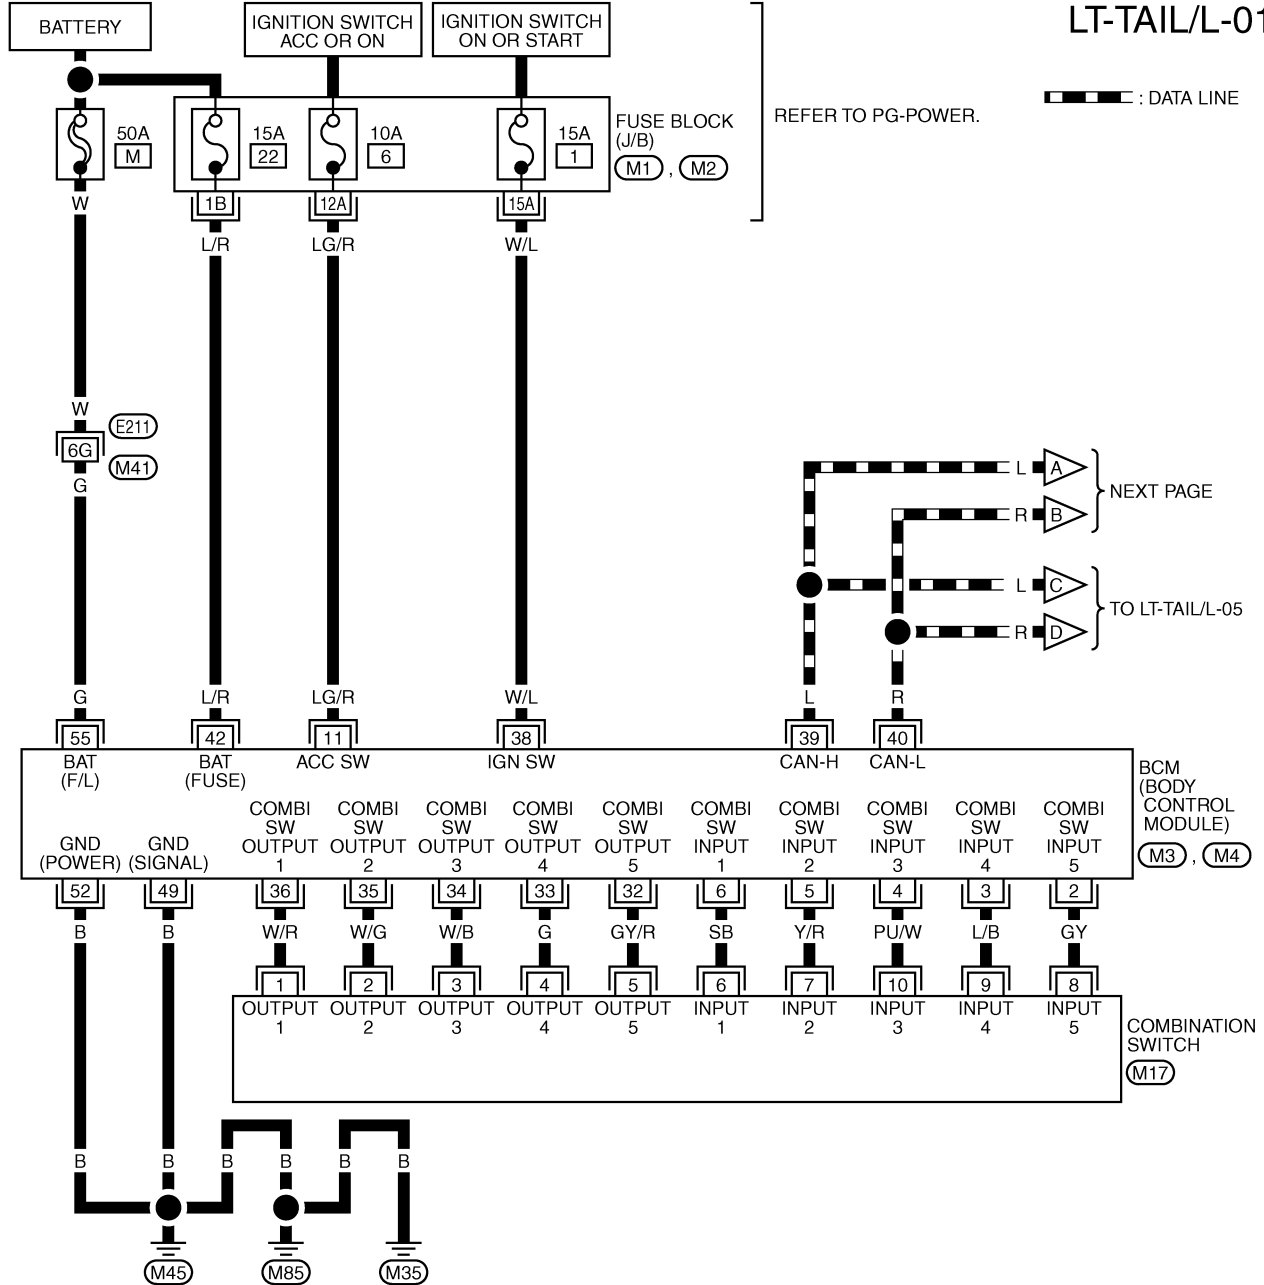 LT-TAIL/L-01
BATTERY
IGNITION SWITCH
ACC OR ON
IGNITION SWITCH
ON OR START
: DATA LINE
50A
M
15A
22
10A
6
15A
1
FUSE BLOCK
(J/B)
M1 , M2
REFER TO PG-POWER.
W
1B
12A
15A
L/R
LG/R
W/L
W
E211
6G
M41
G
L A
R B
NEXT PAGE
L C
R D
TO LT-TAIL/L-05
G
L/R
LG/R
W/L
L
R
55
42
11
38
39
40
BAT
(F/L)
BAT
(FUSE)
ACC SW
IGN SW
CAN-H
CAN-L
BCM
(BODY
CONTROL
MODULE)
M3 , M4
GND
(POWER)
GND
(SIGNAL)
COMBI
SW
OUTPUT
1
COMBI
SW
OUTPUT
2
COMBI
SW
OUTPUT
3
COMBI
SW
OUTPUT
4
COMBI
SW
OUTPUT
5
COMBI
SW
INPUT
1
COMBI
SW
INPUT
2
COMBI
SW
INPUT
3
COMBI
SW
INPUT
4
COMBI
SW
INPUT
5
52
49
36
35
34
33
32
6
5
4
3
2
B
B
W/R
W/G
W/B
G
GY/R
SB
Y/R
PU/W
L/B
GY
1
2
3
4
5
6
7
10
9
8
OUTPUT
1
OUTPUT
2
OUTPUT
3
OUTPUT
4
OUTPUT
5
INPUT
1
INPUT
2
INPUT
3
INPUT
4
INPUT
5
COMBINATION
SWITCH
M17
B
B
B
B
B
B
M45
M85
M35